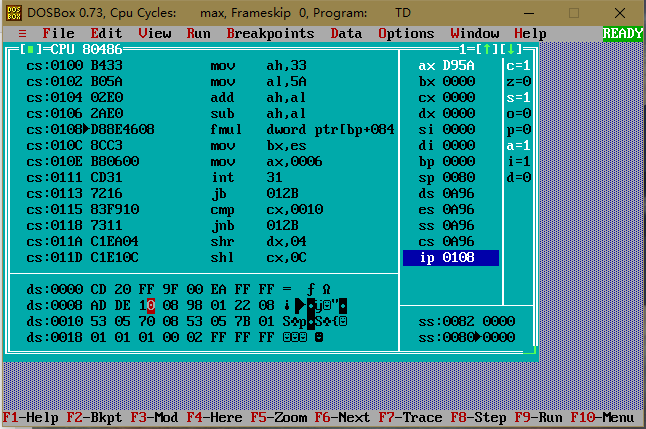 DOSBox 0.73, Cpu Cycles: max, Frameskip 0, Program: TD
≡ File Edit View Run Breakpoints Data Options Window Help READY
[■]=CPU 80486 1=[↑][↓]
cs:0100 B433 mov ah,33 ax D95A c=1
cs:0102 B05A mov al,5A bx 0000 z=0
cs:0104 02E0 add ah,al cx 0000 s=1
cs:0106 2AE0 sub ah,al dx 0000 o=0
cs:0108►D88E4608 fmul dword ptr[bp+084 si 0000 p=0
cs:010C 8CC3 mov bx,es di 0000 a=1
cs:010E B80600 mov ax,0006 bp 0000 i=1
cs:0111 CD31 int 31 sp 0080 d=0
cs:0113 7216 jb 012B ds 0A96
cs:0115 83F910 cmp cx,0010 es 0A96
cs:0118 7311 jnb 012B ss 0A96
cs:011A C1EA04 shr dx,04 cs 0A96
cs:011D C1E10C shl cx,0C ip 0108
ds:0000 CD 20 FF 9F 00 EA FF FF = ƒ Ω
ds:0008 AD DE 10 08 98 01 22 08
ds:0010 53 05 70 08 53 05 7B 01 S♣p◘S♣{☺ ss:0082 0000
ds:0018 01 01 01 00 02 FF FF FF ☺☺☺ ☻ ss:0080►0000
F1-Help F2-Bkpt F3-Mod F4-Here F5-Zoom F6-Next F7-Trace F8-Step F9-Run F10-Menu